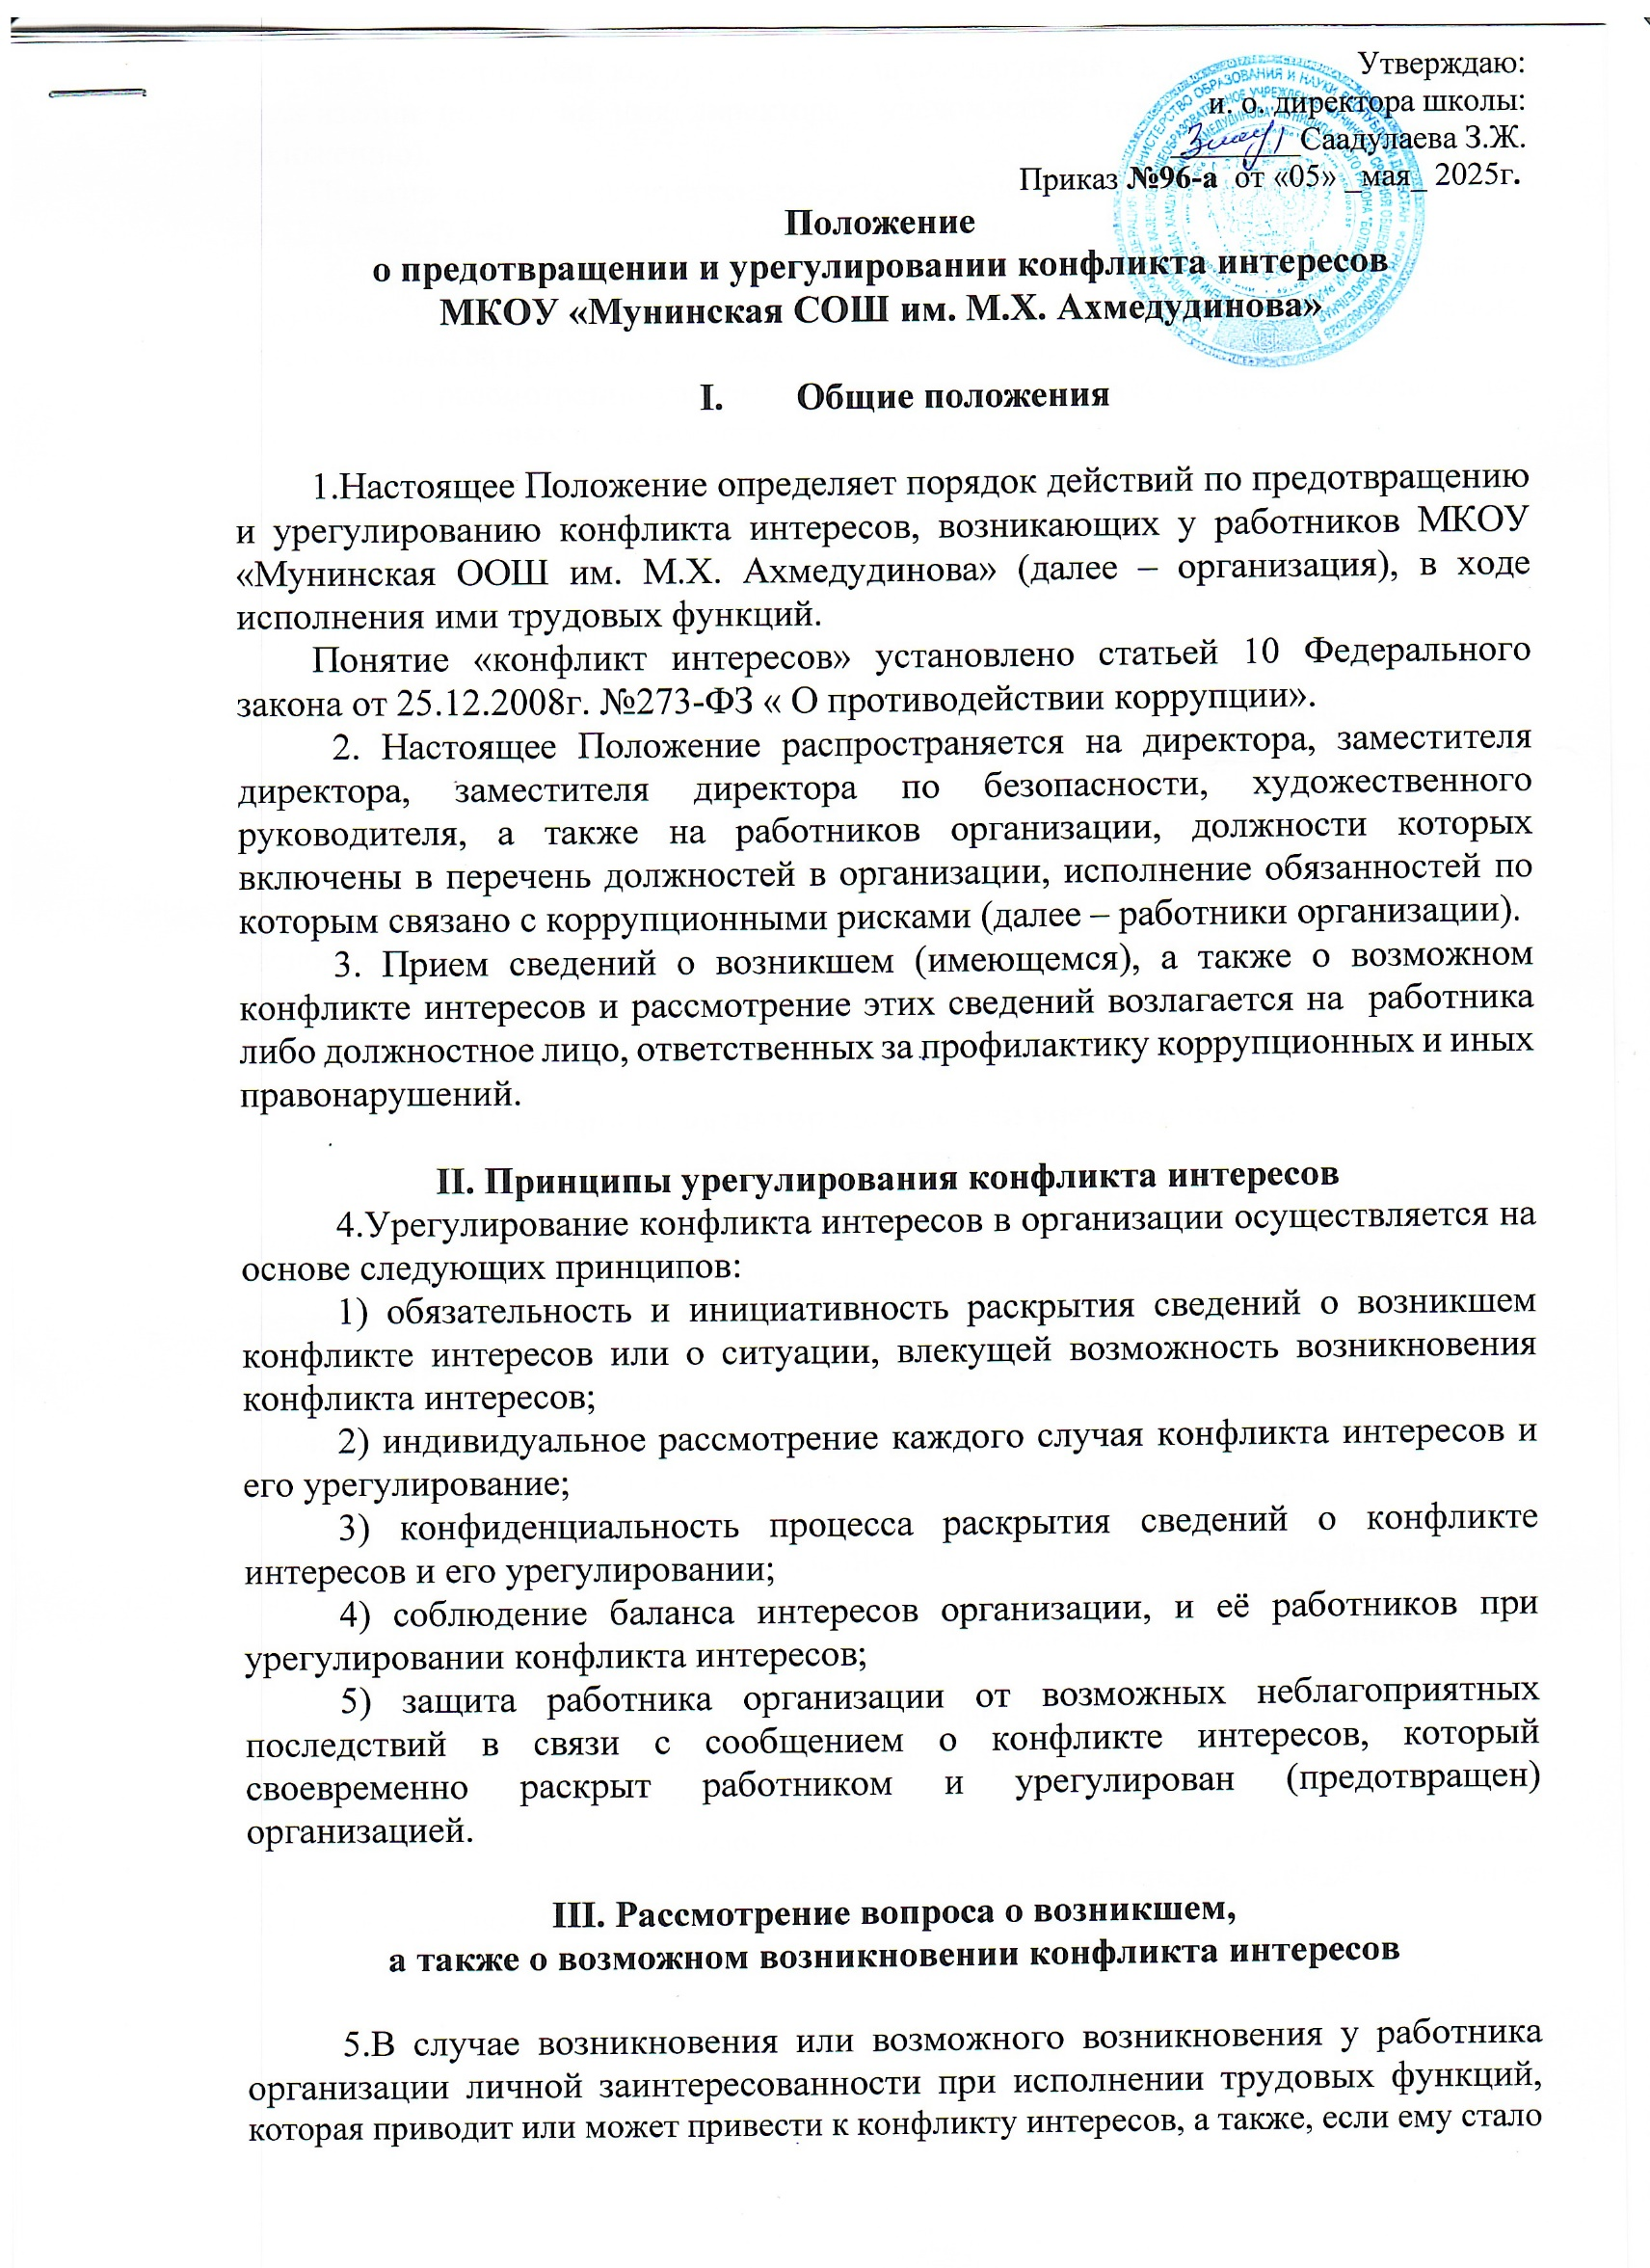 Утверждаю:
и. о. директора школы:
________Саадулаева З.Ж.
Приказ №96-а от «05» _мая_ 2025г.
Положение
о предотвращении и урегулировании конфликта интересов
МКОУ «Мунинская СОШ им. М.Х. Ахмедудинова»
I. Общие положения
1.Настоящее Положение определяет порядок действий по предотвращению
и урегулированию конфликта интересов, возникающих у работников МКОУ
«Мунинская ООШ им. М.Х. Ахмедудинова» (далее – организация), в ходе
исполнения ими трудовых функций.
Понятие «конфликт интересов» установлено статьей 10 Федерального
закона от 25.12.2008г. №273-ФЗ « О противодействии коррупции».
2. Настоящее Положение распространяется на директора, заместителя
директора, заместителя директора по безопасности, художественного
руководителя, а также на работников организации, должности которых
включены в перечень должностей в организации, исполнение обязанностей по
которым связано с коррупционными рисками (далее – работники организации).
3. Прием сведений о возникшем (имеющемся), а также о возможном
конфликте интересов и рассмотрение этих сведений возлагается на работника
либо должностное лицо, ответственных за профилактику коррупционных и иных
правонарушений.
II. Принципы урегулирования конфликта интересов
4.Урегулирование конфликта интересов в организации осуществляется на
основе следующих принципов:
1) обязательность и инициативность раскрытия сведений о возникшем
конфликте интересов или о ситуации, влекущей возможность возникновения
конфликта интересов;
2) индивидуальное рассмотрение каждого случая конфликта интересов и
его урегулирование;
3) конфиденциальность процесса раскрытия сведений о конфликте
интересов и его урегулировании;
4) соблюдение баланса интересов организации, и её работников при
урегулировании конфликта интересов;
5) защита работника организации от возможных неблагоприятных
последствий в связи с сообщением о конфликте интересов, который
своевременно раскрыт работником и урегулирован (предотвращен)
организацией.
III. Рассмотрение вопроса о возникшем,
а также о возможном возникновении конфликта интересов
5.В случае возникновения или возможного возникновения у работника
организации личной заинтересованности при исполнении трудовых функций,
которая приводит или может привести к конфликту интересов, а также, если ему стало